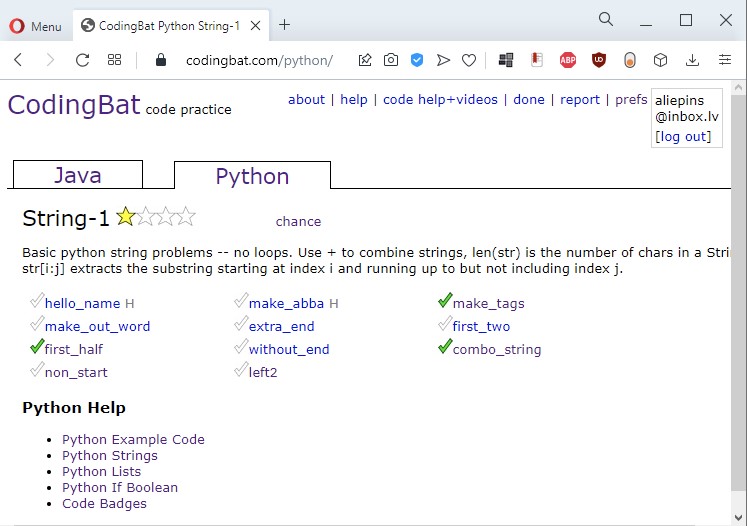 Menu
CodingBat Python String-1
codingbat.com/python/
ABP
CodingBat code practice
about | help | code help+videos | done | report | prefs
aliepins
@inbox.lv
[log out]
Java
Python
String-1
chance
Basic python string problems -- no loops. Use + to combine strings, len(str) is the number of chars in a Stri
str[i:j] extracts the substring starting at index i and running up to but not including index j.
hello_name H make_abba H make_tags
make_out_word extra_end first_two
first_half without_end combo_string
non_start left2
Python Help
Python Example Code
Python Strings
Python Lists
Python If Boolean
Code Badges